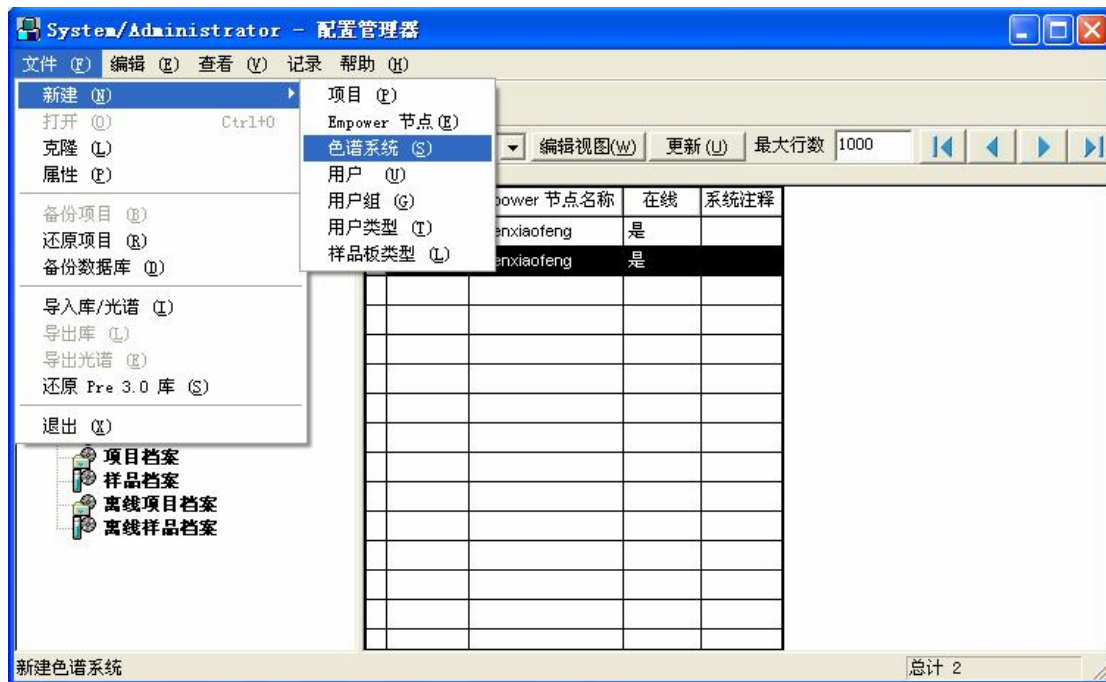 System/Administrator - 配置管理器
文件 (F) 编辑 (E) 查看 (V) 记录 帮助 (H)
新建 (N)
打开 (O) Ctrl+O
克隆 (L)
属性 (P)
备份项目 (B)
还原项目 (R)
备份数据库 (D)
导入库/光谱 (I)
导出库 (L)
导出光谱 (E)
还原 Pre 3.0 库 (S)
退出 (X)
项目 (P)
Empower 节点(E)
色谱系统 (S)
用户 (U)
用户组 (G)
用户类型 (T)
样品板类型 (L)
编辑视图(W) 更新(U) 最大行数 1000
ower 节点名称 在线 系统注释
enxiaofeng 是
enxiaofeng 是
项目档案
样品档案
离线项目档案
离线样品档案
新建色谱系统 总计 2